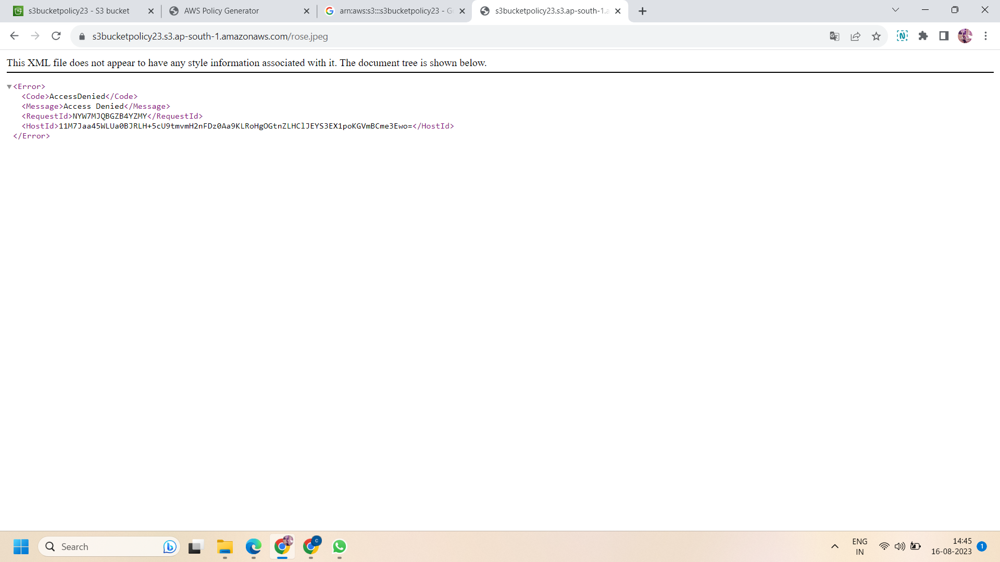 s3bucketpolicy23 - S3 bucket
AWS Policy Generator
arn:aws:s3:::s3bucketpolicy23 - G
s3bucketpolicy23.s3.ap-south-1.a
s3bucketpolicy23.s3.ap-south-1.amazonaws.com/rose.jpeg
This XML file does not appear to have any style information associated with it. The document tree is shown below.
<Error>
<Code>AccessDenied</Code>
<Message>Access Denied</Message>
<RequestId>NYW7MJQBGZB4YZMY</RequestId>
<HostId>11M7Jaa45WLUa0BJRLH+5cU9tmvmH2nFDz0Aa9KLRoHgOGtnZLHClJEYS3EX1poKGVmBCme3Ewo=</HostId>
</Error>
Search
ENG
IN
14:45
16-08-2023
1